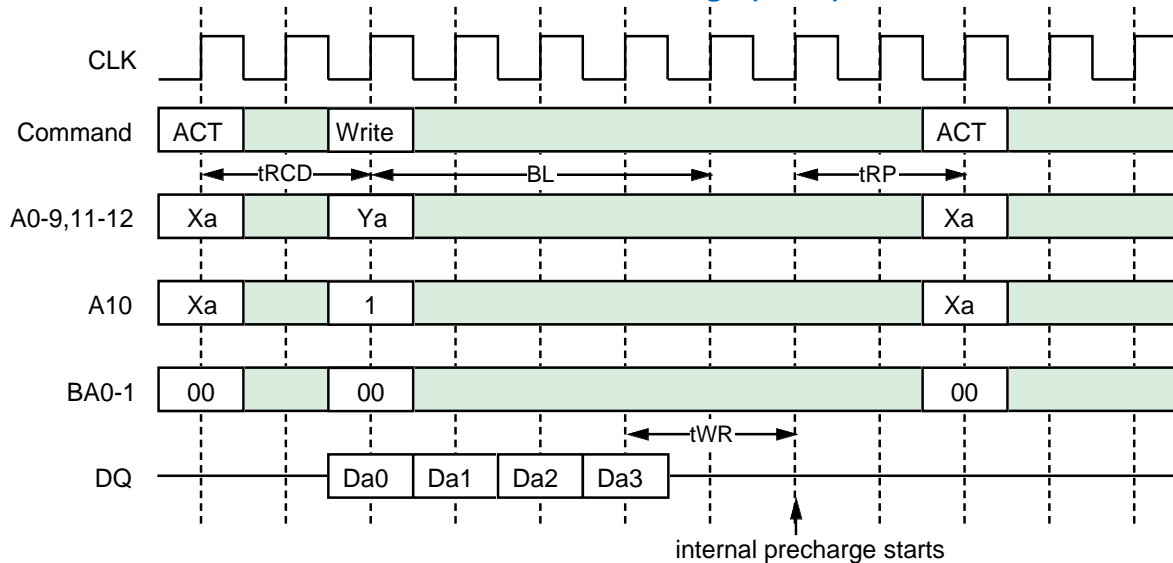 CLK
Command ACT Write ACT
tRCD BL tRP
A0-9,11-12 Xa Ya Xa
A10 Xa 1 Xa
BA0-1 00 00 00
tWR
DQ Da0 Da1 Da2 Da3
internal precharge starts